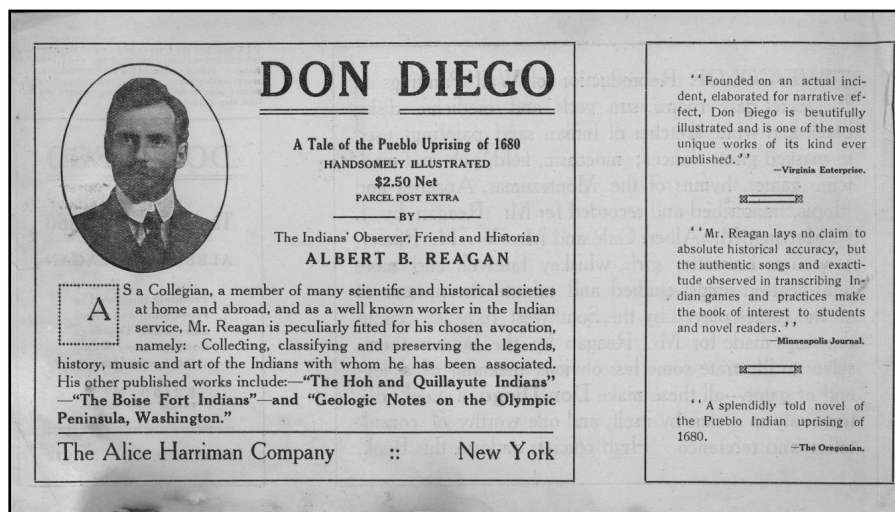 DON DIEGO
A Tale of the Pueblo Uprising of 1680
HANDSOMELY ILLUSTRATED
$2.50 Net
PARCEL POST EXTRA
BY
The Indians' Observer, Friend and Historian
ALBERT B. REAGAN
AS a Collegian, a member of many scientific and historical societies
at home and abroad, and as a well known worker in the Indian
service, Mr. Reagan is peculiarly fitted for his chosen avocation,
namely: Collecting, classifying and preserving the legends,
history, music and art of the Indians with whom he has been associated.
His other published works include:—"The Hoh and Quillayute Indians"
—"The Boise Fort Indians"—and "Geologic Notes on the Olympic
Peninsula, Washington."
The Alice Harriman Company :: New York
"Founded on an actual inci-
dent, elaborated for narrative ef-
fect, Don Diego is beautifully
illustrated and is one of the most
unique works of its kind ever
published."
—Virginia Enterprise.
"Mr. Reagan lays no claim to
absolute historical accuracy, but
the authentic songs and exacti-
tude observed in transcribing In-
dian games and practices make
the book of interest to students
and novel readers."
—Minneapolis Journal.
"A splendidly told novel of
the Pueblo Indian uprising of
1680.
—The Oregonian.